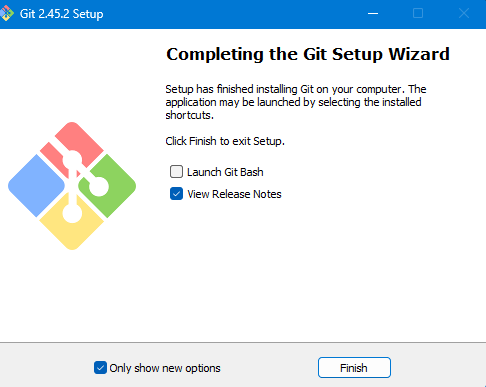 Git 2.45.2 Setup
Completing the Git Setup Wizard
Setup has finished installing Git on your computer. The
application may be launched by selecting the installed
shortcuts.
Click Finish to exit Setup.
Launch Git Bash
View Release Notes
Only show new options
Finish